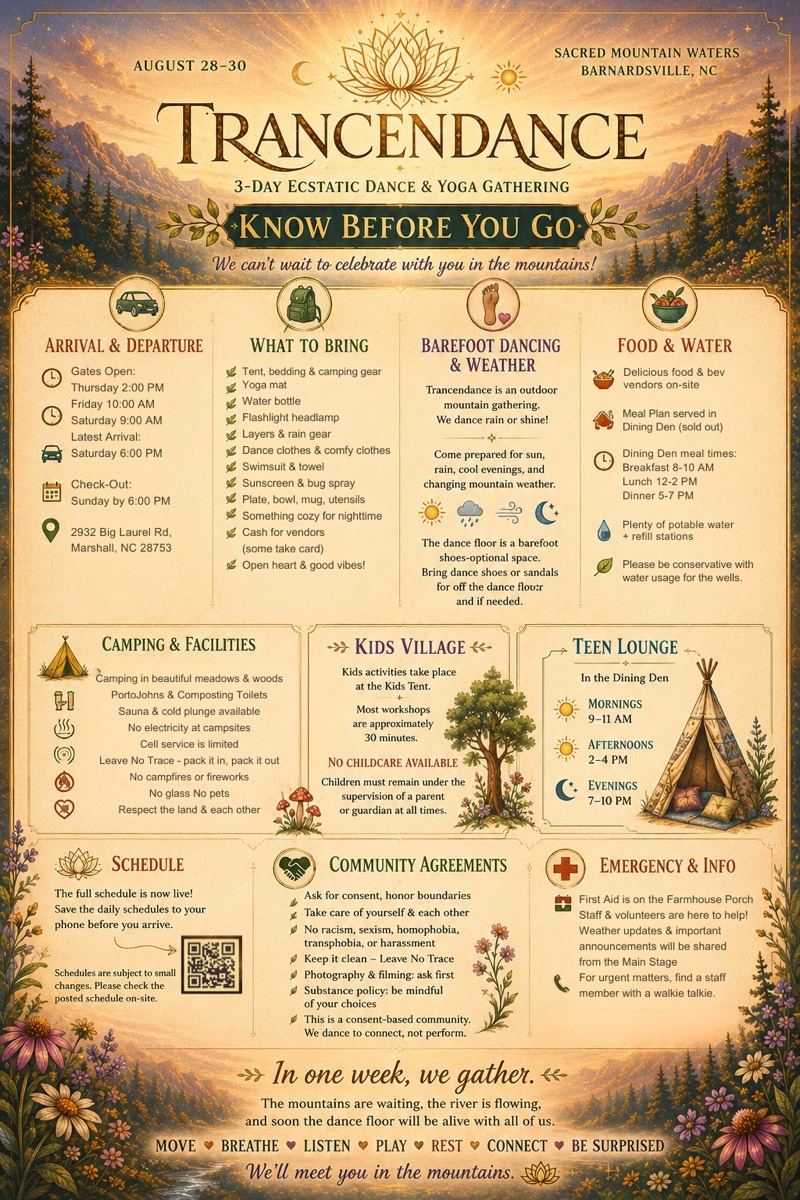 AUGUST 28–30
SACRED MOUNTAIN WATERS
BARNARDSVILLE, NC
TRANCENDANCE
3-DAY ECSTATIC DANCE & YOGA GATHERING
KNOW BEFORE YOU GO
We can't wait to celebrate with you in the mountains!
ARRIVAL & DEPARTURE
Gates Open:
Thursday 2:00 PM
Friday 10:00 AM
Saturday 9:00 AM
Latest Arrival:
Saturday 6:00 PM
Check-Out:
Sunday by 6:00 PM
2932 Big Laurel Rd,
Marshall, NC 28753
WHAT TO BRING
Tent, bedding & camping gear
Yoga mat
Water bottle
Flashlight headlamp
Layers & rain gear
Dance clothes & comfy clothes
Swimsuit & towel
Sunscreen & bug spray
Plate, bowl, mug, utensils
Something cozy for nighttime
Cash for vendors
(some take card)
Open heart & good vibes!
BAREFOOT DANCING
& WEATHER
Trancendance is an outdoor
mountain gathering.
We dance rain or shine!
Come prepared for sun,
rain, cool evenings, and
changing mountain weather.
The dance floor is a barefoot
shoes-optional space.
Bring dance shoes or sandals
for off the dance floor
and if needed.
FOOD & WATER
Delicious food & bev
vendors on-site
Meal Plan served in
Dining Den (sold out)
Dining Den meal times:
Breakfast 8-10 AM
Lunch 12-2 PM
Dinner 5-7 PM
Plenty of potable water
+ refill stations
Please be conservative with
water usage for the wells.
CAMPING & FACILITIES
Camping in beautiful meadows & woods
PortoJohns & Composting Toilets
Sauna & cold plunge available
No electricity at campsites
Cell service is limited
Leave No Trace - pack it in, pack it out
No campfires or fireworks
No glass No pets
Respect the land & each other
KIDS VILLAGE
Kids activities take place
at the Kids Tent.
Most workshops
are approximately
30 minutes.
NO CHILDCARE AVAILABLE
Children must remain under the
supervision of a parent
or guardian at all times.
TEEN LOUNGE
In the Dining Den
MORNINGS
9–11 AM
AFTERNOONS
2–4 PM
EVENINGS
7–10 PM
SCHEDULE
The full schedule is now live!
Save the daily schedules to your
phone before you arrive.
Schedules are subject to small
changes. Please check the
posted schedule on-site.
COMMUNITY AGREEMENTS
Ask for consent, honor boundaries
Take care of yourself & each other
No racism, sexism, homophobia,
transphobia, or harassment
Keep it clean – Leave No Trace
Photography & filming: ask first
Substance policy: be mindful
of your choices
This is a consent-based community.
We dance to connect, not perform.
EMERGENCY & INFO
First Aid is on the Farmhouse Porch
Staff & volunteers are here to help!
Weather updates & important
announcements will be shared
from the Main Stage
For urgent matters, find a staff
member with a walkie talkie.
In one week, we gather.
The mountains are waiting, the river is flowing,
and soon the dance floor will be alive with all of us.
MOVE BREATHE LISTEN PLAY REST CONNECT BE SURPRISED
We'll meet you in the mountains.